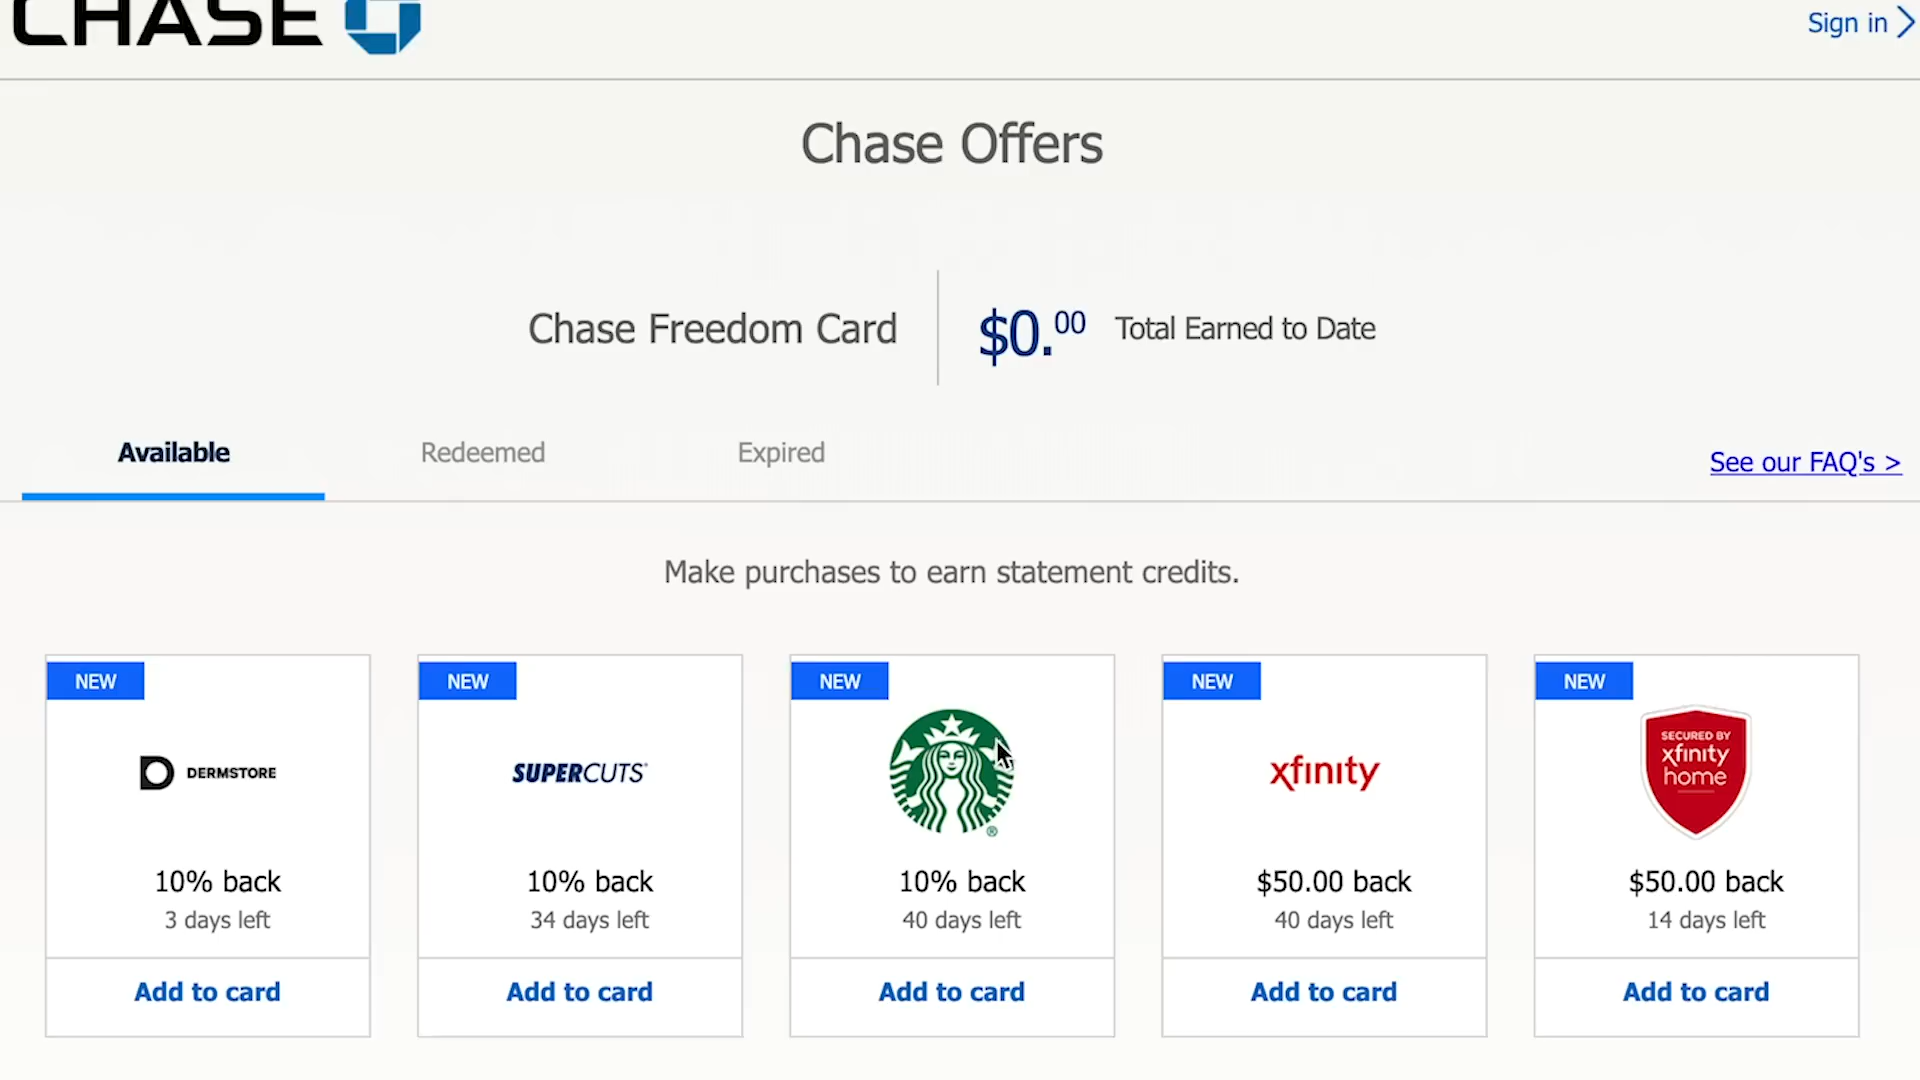 CHASE
Sign in
Chase Offers
Chase Freedom Card
$0.00 Total Earned to Date
Available
Redeemed
Expired
See our FAQ's >
Make purchases to earn statement credits.
NEW
DERMSTORE
10% back
3 days left
Add to card
NEW
SUPERCUTS
10% back
34 days left
Add to card
NEW
10% back
40 days left
Add to card
NEW
xfinity
$50.00 back
40 days left
Add to card
NEW
SECURED BY
xfinity
home
$50.00 back
14 days left
Add to card